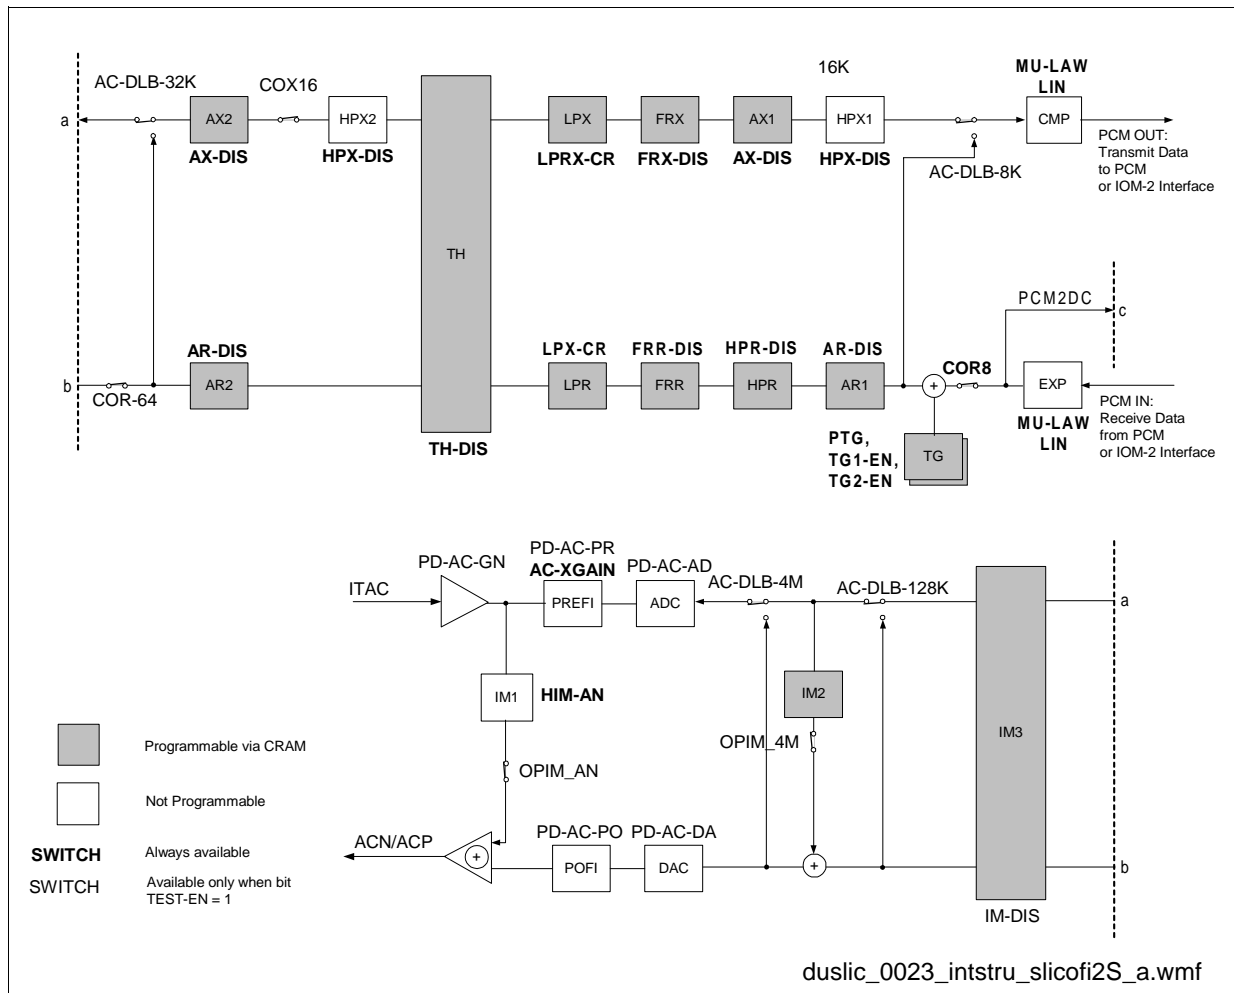 AC-DLB-32K
COX16
16K
MU-LAW
LIN
a
AX2
HPX2
LPX
FRX
AX1
HPX1
CMP
AX-DIS
HPX-DIS
LPRX-CR
FRX-DIS
AX-DIS
HPX-DIS
AC-DLB-8K
PCM OUT:
Transmit Data
to PCM
or IOM-2 Interface
TH
PCM2DC
c
AR-DIS
LPX-CR
FRR-DIS
HPR-DIS
AR-DIS
COR8
b
COR-64
AR2
LPR
FRR
HPR
AR1
+
EXP
PCM IN:
Receive Data
from PCM
or IOM-2 Interface
MU-LAW
LIN
TH-DIS
PTG,
TG1-EN,
TG2-EN
TG
PD-AC-GN
PD-AC-PR
AC-XGAIN
PD-AC-AD
AC-DLB-4M
AC-DLB-128K
ITAC
PREFI
ADC
a
IM1
HIM-AN
IM2
IM3
OPIM_4M
OPIM_AN
Programmable via CRAM
Not Programmable
SWITCH
Always available
SWITCH
Available only when bit
TEST-EN = 1
ACN/ACP
+
PD-AC-PO
PD-AC-DA
POFI
DAC
+
b
IM-DIS
duslic_0023_intstru_slicofi2S_a.wmf